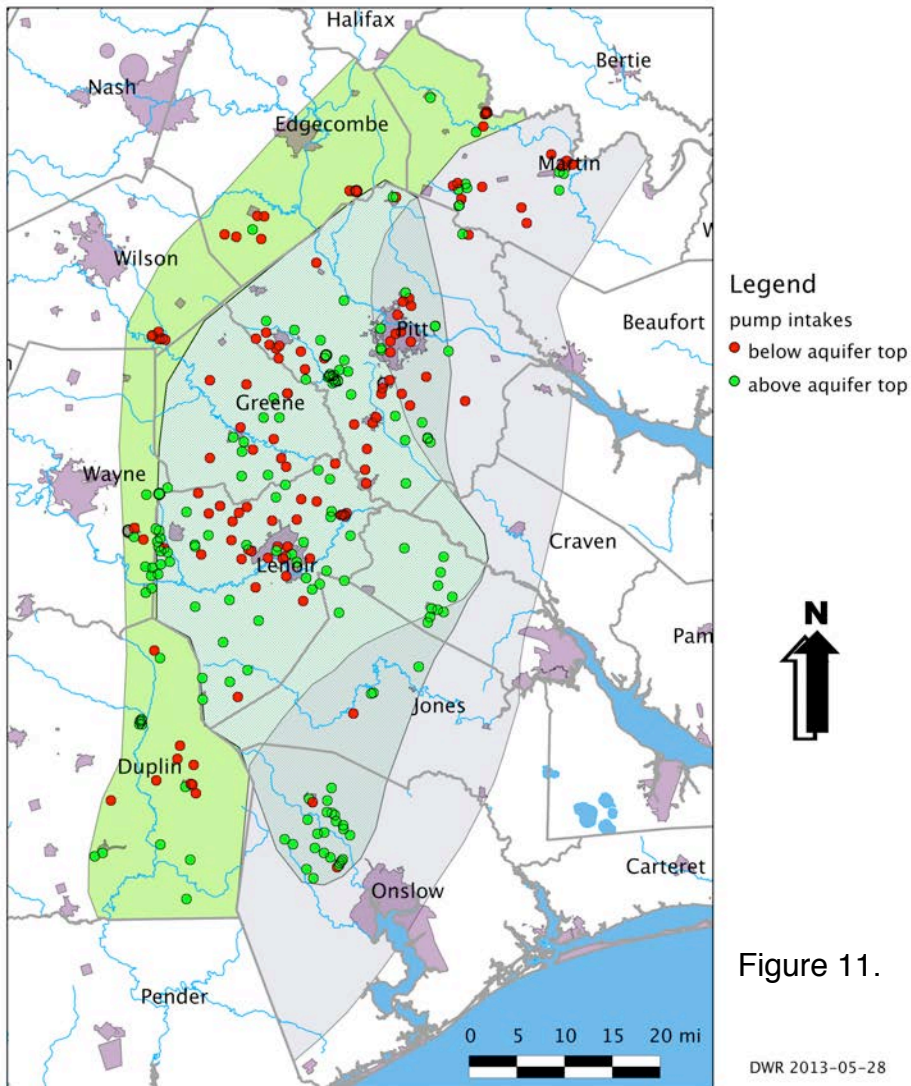 Halifax
Bertie
Nash
Edgecombe
Martin
W
Wilson
Legend
pump intakes
below aquifer top
above aquifer top
Beaufort
Pitt
n
Greene
Wayne
Craven
Lenoir
N
Pam
Jones
Duplin
Carteret
Onslow
Figure 11.
Pender
0 5 10 15 20 mi
DWR 2013-05-28